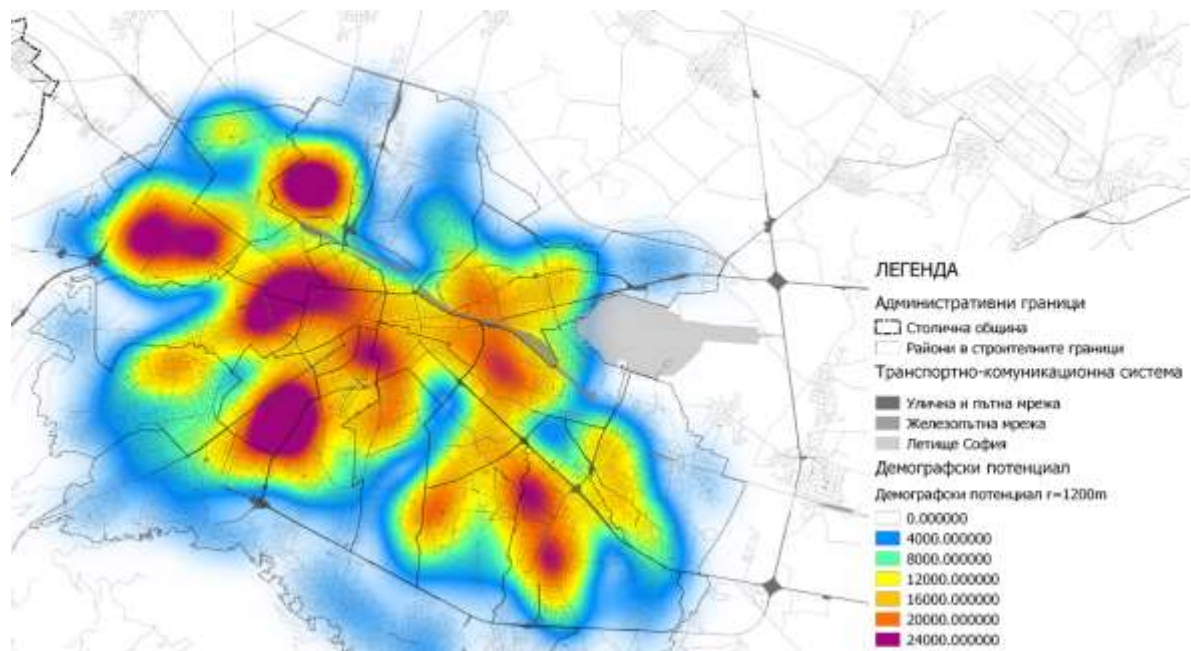 ЛЕГЕНДА
Административни граници
Столична община
Райони в строителните граници
Транспортно-комуникационна система
Улична и пътна мрежа
Железопътна мрежа
Летище София
Демографски потенциал
Демографски потенциал r=1200m
0.000000
4000.000000
8000.000000
12000.000000
16000.000000
20000.000000
24000.000000